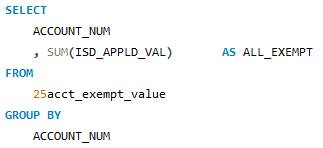 SELECT
ACCOUNT_NUM
, SUM(ISD_APPLD_VAL) AS ALL_EXEMPT
FROM
25acct_exempt_value
GROUP BY
ACCOUNT_NUM